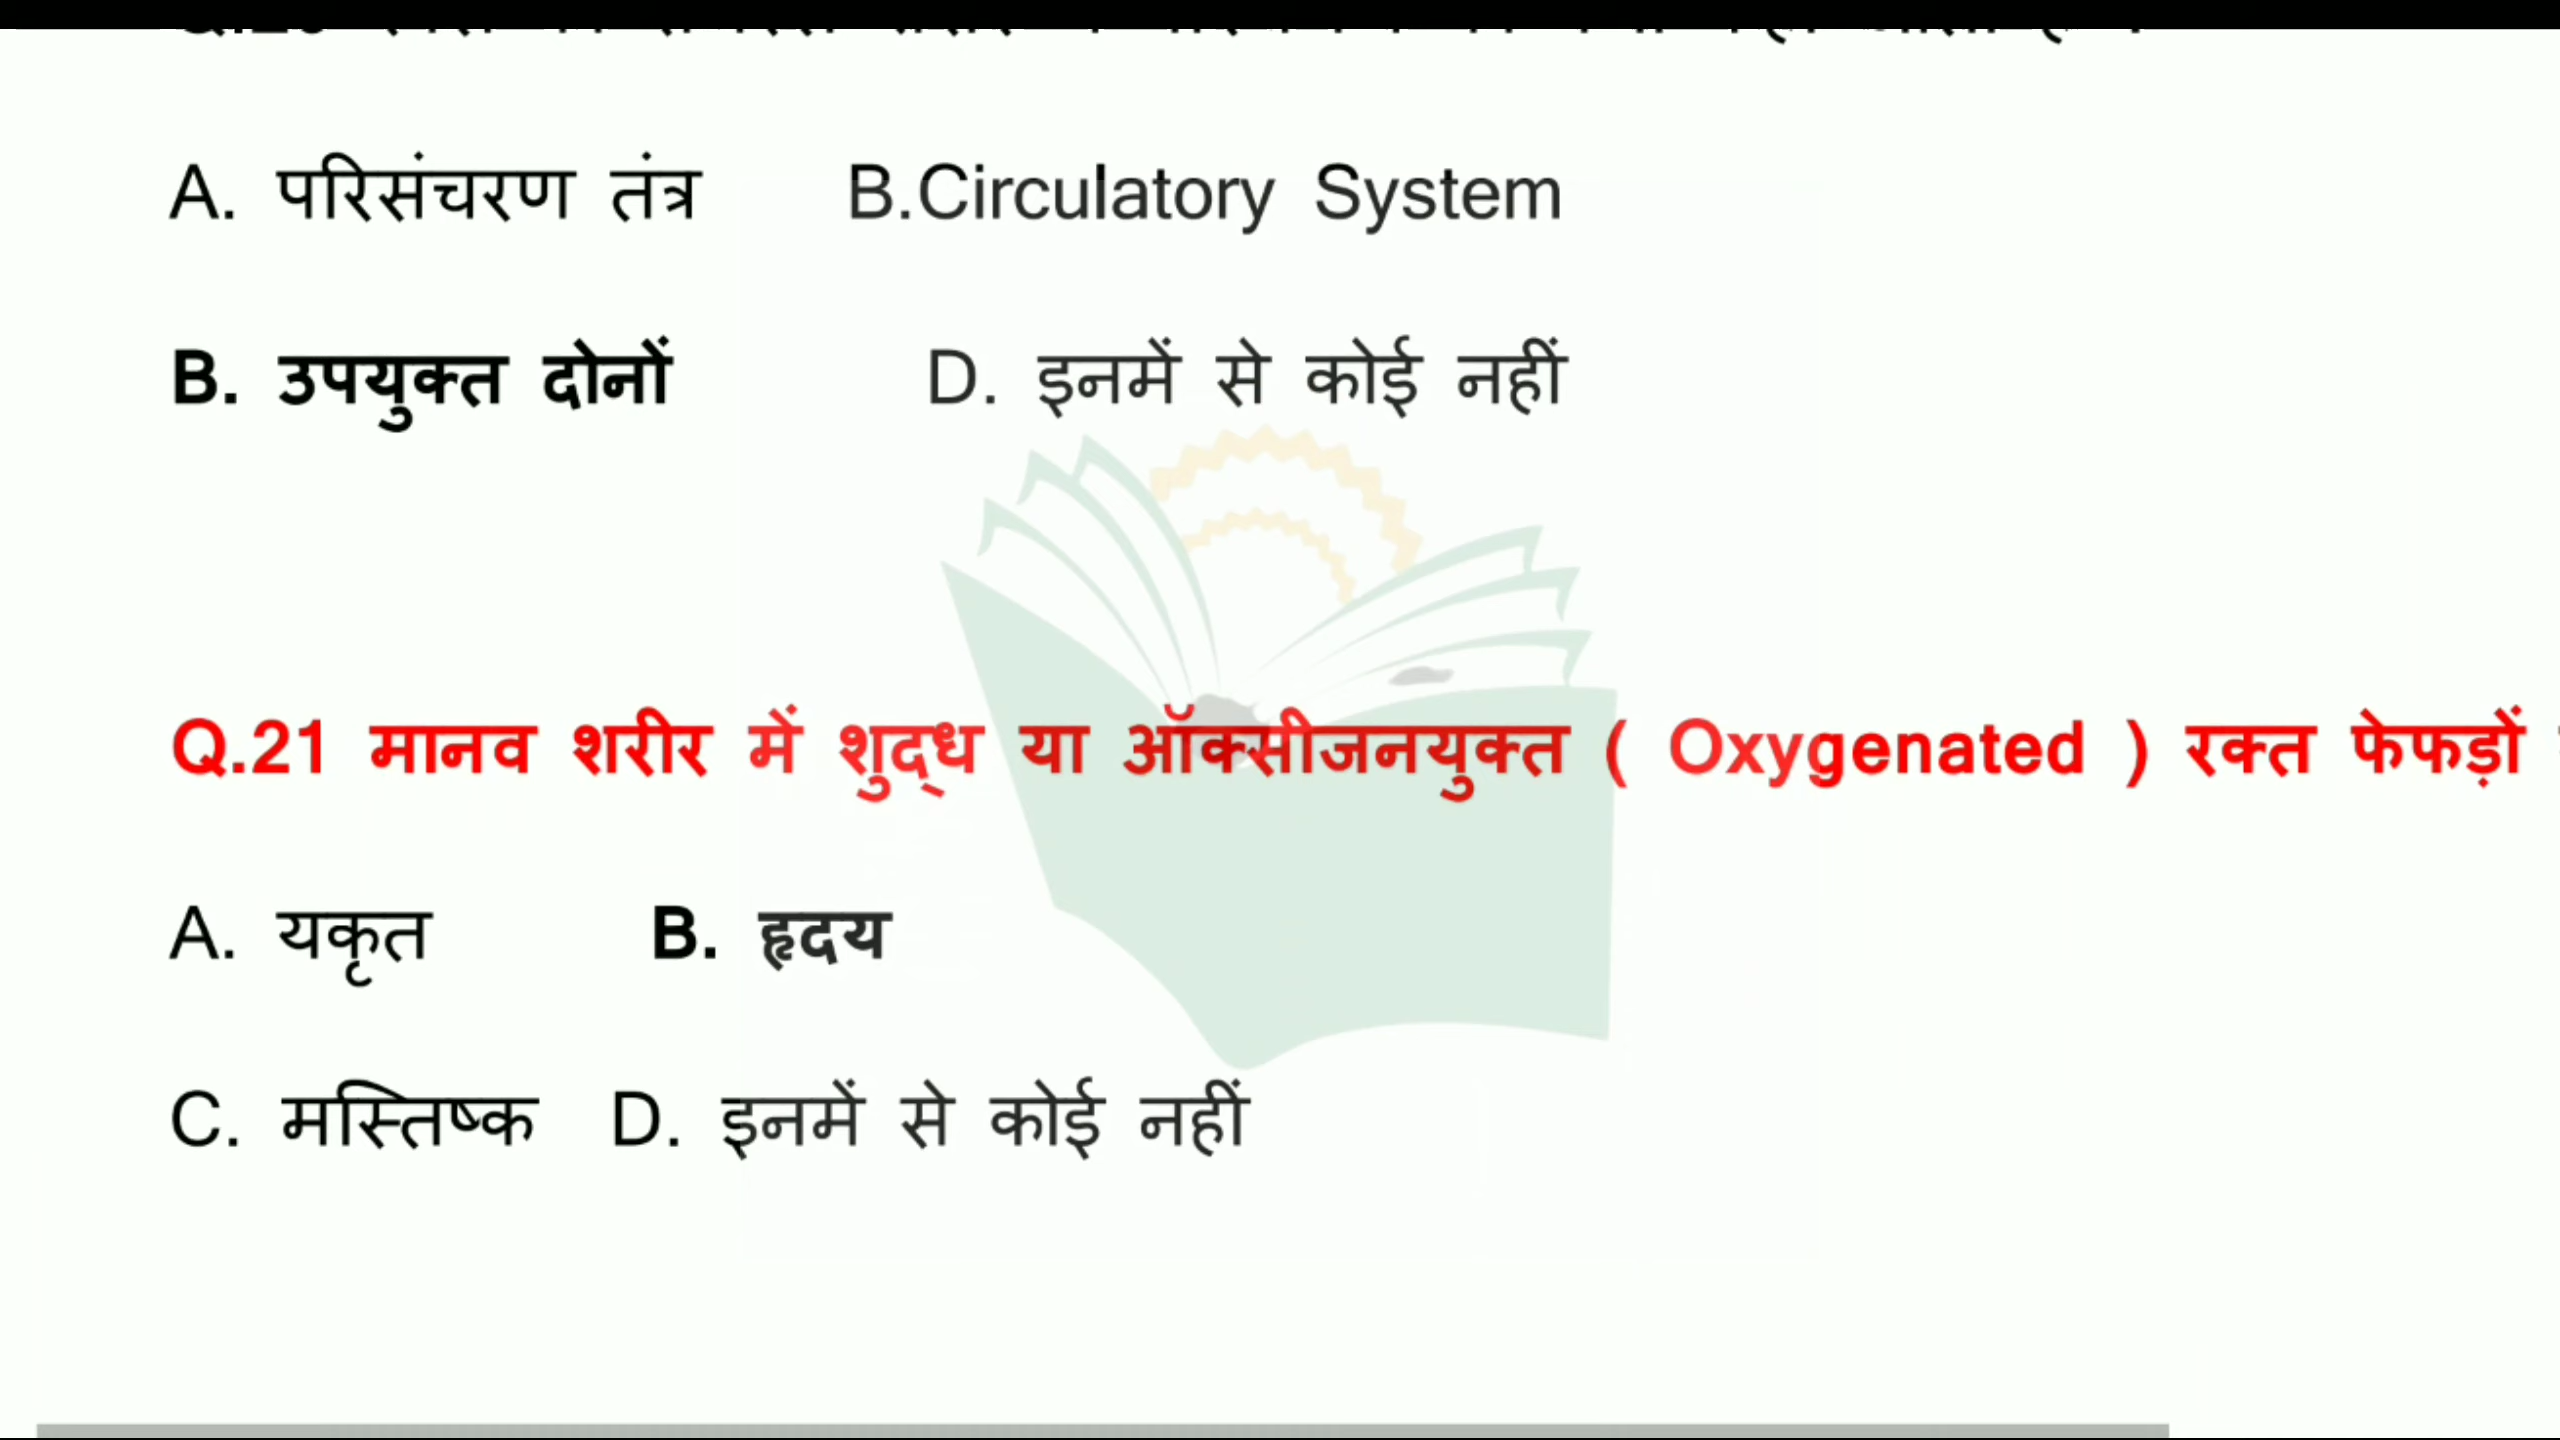 A. परिसंचरण तंत्र B.Circulatory System
B. उपयुक्त दोनों D. इनमें से कोई नहीं
Q.21 मानव शरीर में शुद्ध या ऑक्सीजनयुक्त ( Oxygenated ) रक्त फेफड़ों
A. यकृत B. हृदय
C. मस्तिष्क D. इनमें से कोई नहीं